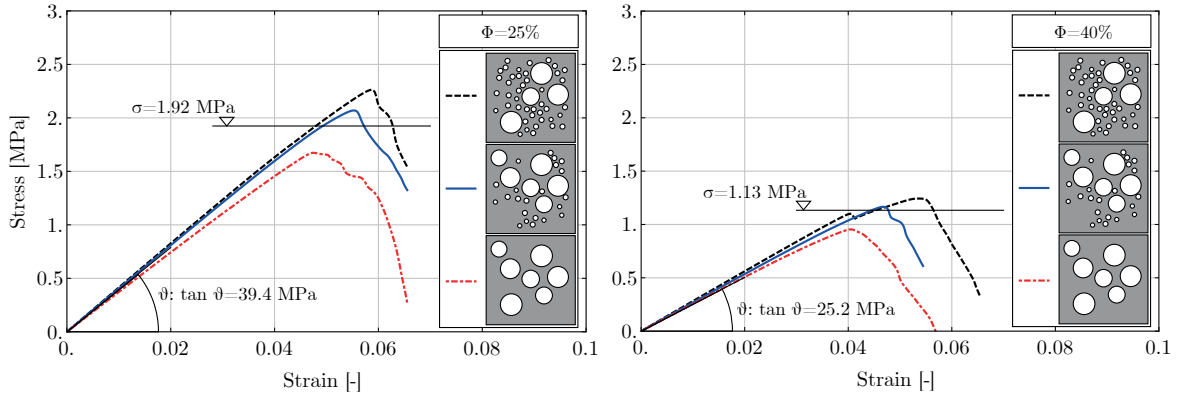 3.
2.5
2.
1.5
1.
0.5
0.
Stress [MPa]
Φ=25%
σ=1.92 MPa
ϑ: tan ϑ=39.4 MPa
0.
0.02
0.04
0.06
0.08
0.1
Strain [-]
3.
2.5
2.
1.5
1.
0.5
0.
Φ=40%
σ=1.13 MPa
ϑ: tan ϑ=25.2 MPa
0.
0.02
0.04
0.06
0.08
0.1
Strain [-]